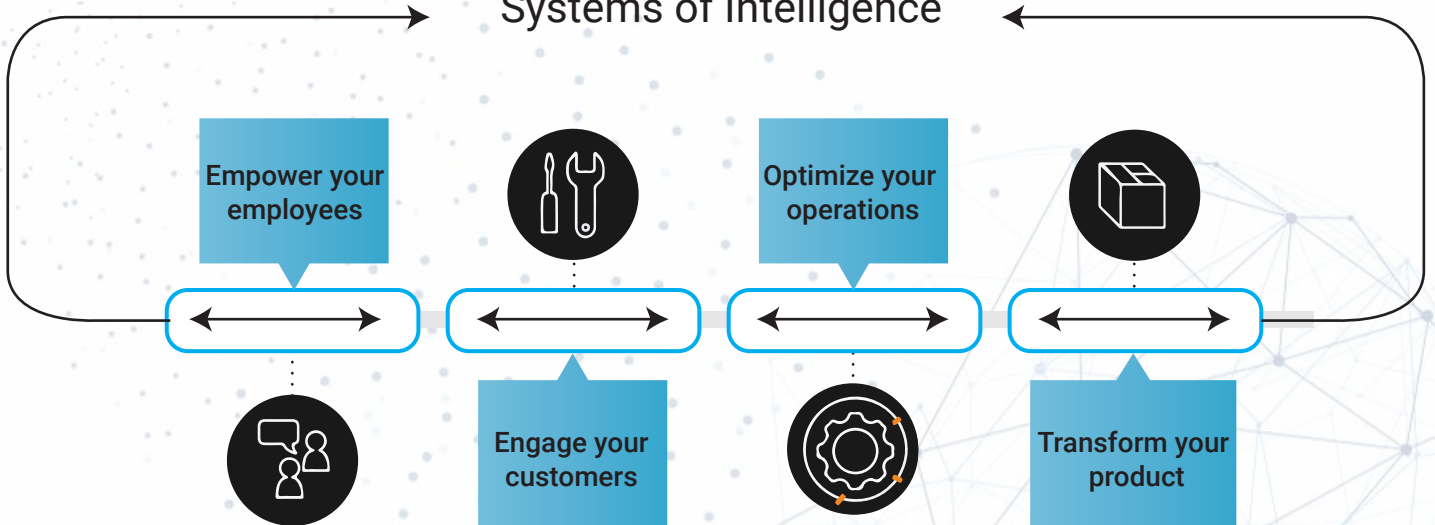 Systems of Intelligence
Empower your
employees
Optimize your
operations
Engage your
customers
Transform your
product